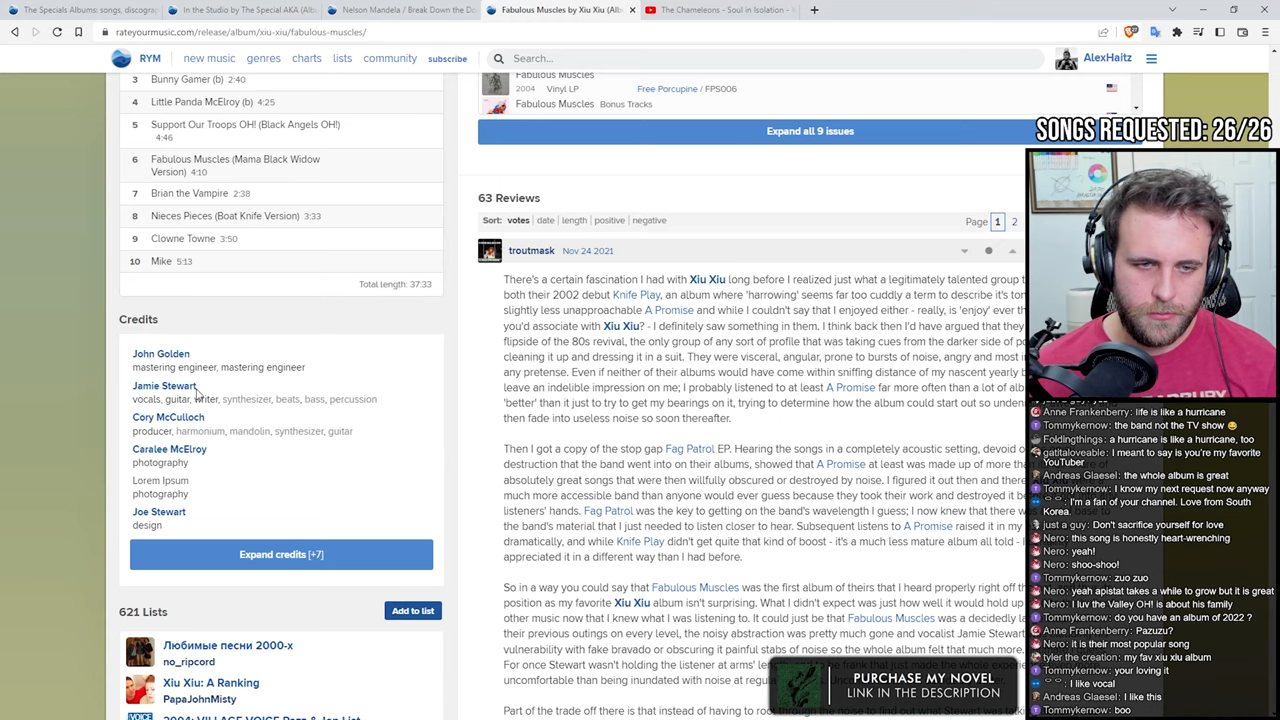 The Specials Albums: songs, discograp
In the Studio by The Special AKA (Albu
Nelson Mandela / Break Down the Do
Fabulous Muscles by Xiu Xiu (Alb
The Chameleons - Soul in Isolation -
rateyourmusic.com/release/album/xiu-xiu/fabulous-muscles/
RYM
new music
genres
charts
lists
community
subscribe
Search...
AlexHaitz
3 Bunny Gamer (b) 2:40
4 Little Panda McElroy (b) 4:25
5 Support Our Troops OH! (Black Angels OH!)
4:46
6 Fabulous Muscles (Mama Black Widow
Version) 4:10
7 Brian the Vampire 2:38
8 Nieces Pieces (Boat Knife Version) 3:33
9 Clowne Towne 3:50
10 Mike 5:13
Total length: 37:33
Credits
John Golden
mastering engineer, mastering engineer
Jamie Stewart
vocals, guitar, writer, synthesizer, beats, bass, percussion
Cory McCulloch
producer, harmonium, mandolin, synthesizer, guitar
Caralee McElroy
photography
Lorem Ipsum
photography
Joe Stewart
design
Expand credits [+7]
621 Lists
Add to list
Любимые песни 2000-х
no_ripcord
Xiu Xiu: A Ranking
PapaJohnMisty
Fabulous Muscles
2004 Vinyl LP Free Porcupine / FPS006
Fabulous Muscles Bonus Tracks
Expand all 9 issues
63 Reviews
Sort: votes date length positive negative
Page 1 2
troutmask Nov 24 2021
There's a certain fascination I had with Xiu Xiu long before I realized just what a legitimately talented group t
both their 2002 debut Knife Play, an album where 'harrowing' seems far too cuddly a term to describe it's ton
slightly less unapproachable A Promise and while I couldn't say that I enjoyed either - really, is 'enjoy' ever th
you'd associate with Xiu Xiu? - I definitely saw something in them. I think back then I'd have argued that they
flipside of the 80s revival, the only group of any sort of profile that was taking cues from the darker side of po
cleaning it up and dressing it in a suit. They were visceral, angular, prone to bursts of noise, angry and most i
any pretense. Even if neither of their albums would have come within sniffing distance of my nascent yearly b
leave an indelible impression on me; I probably listened to at least A Promise far more often than a lot of alb
'better' than it just to try to get my bearings on it, trying to determine how the album could start out so under
then fade into useless noise so soon thereafter.
Then I got a copy of the stop gap Fag Patrol EP. Hearing the songs in a completely acoustic setting, devoid o
destruction that the band went into on their albums, showed that A Promise at least was made up of more tha
absolutely great songs that were then willfully obscured or destroyed by noise. I figured it out then and there
much more accessible band than anyone would ever guess because they took their work and destroyed it be
listeners' hands. Fag Patrol was the key to getting on the band's wavelength I guess; I now knew that there w
the band's material that I just needed to listen closer to hear. Subsequent listens to A Promise raised it in my
dramatically, and while Knife Play didn't get quite that kind of boost - it's a much less mature album all told - I
appreciated it in a different way than I had before.
So in a way you could say that Fabulous Muscles was the first album of theirs that I heard properly right off th
position as my favorite Xiu Xiu album isn't surprising. What I didn't expect was just how well it would hold up
other music now that I knew what I was listening to. It could just be that Fabulous Muscles was a decidedly la
their previous outings on every level, the noisy abstraction was pretty much gone and vocalist Jamie Stewart
vulnerability with fake bravado or obscuring it painful stabs of noise so the whole album felt that much more
For once Stewart wasn't holding the listener at arms' leng
uncomfortable than being inundated with noise at regula
Part of the trade off there is that instead of having to roo
PURCHASE MY NOVEL
LINK IN THE DESCRIPTION
SONGS REQUESTED: 26/26
Anne Frankenberry: life is like a hurricane
Tommykernow: the band not the TV show 😂
Foldingthings: a hurricane is like a hurricane, too
gatitaloveable: I meant to say is you're my favorite
YouTuber
Andreas Glaesel: the whole album is great
Tommykernow: I know my next request now anyway
I'm a fan of your channel. Love from South
Korea.
just a guy: Don't sacrifice yourself for love
Nero: this song is honestly heart-wrenching
Nero: yeah!
Nero: shoo-shoo!
Tommykernow: zuo zuo
Nero: yeah apistat takes a while to grow but it is great
Nero: I luv the Valley OH! is about his family
Tommykernow: do you have an album of 2022 ?
Anne Frankenberry: Pazuzu?
Nero: it is their most popular song
tyler the creation: my fav xiu xiu album
Tommykernow: your loving it
I like vocal
Andreas Glaesel: I like this
Tommykernow: boo